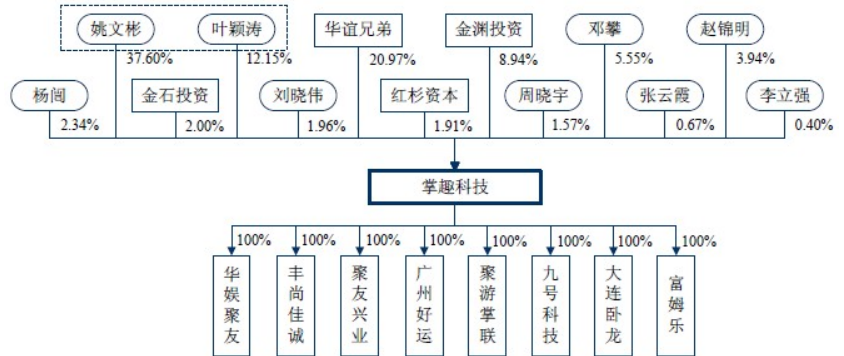 姚文彬
叶颖涛
华谊兄弟
金渊投资
邓攀
赵锦明
37.60%
12.15%
20.97%
8.94%
5.55%
3.94%
杨闿
金石投资
刘晓伟
红杉资本
周晓宇
张云霞
李立强
2.34%
2.00%
1.96%
1.91%
1.57%
0.67%
0.40%
掌趣科技
100%
100%
100%
100%
100%
100%
100%
100%
华娱聚友
丰尚佳诚
聚友兴业
广州好运
聚游掌联
九号科技
大连卧龙
富姆乐